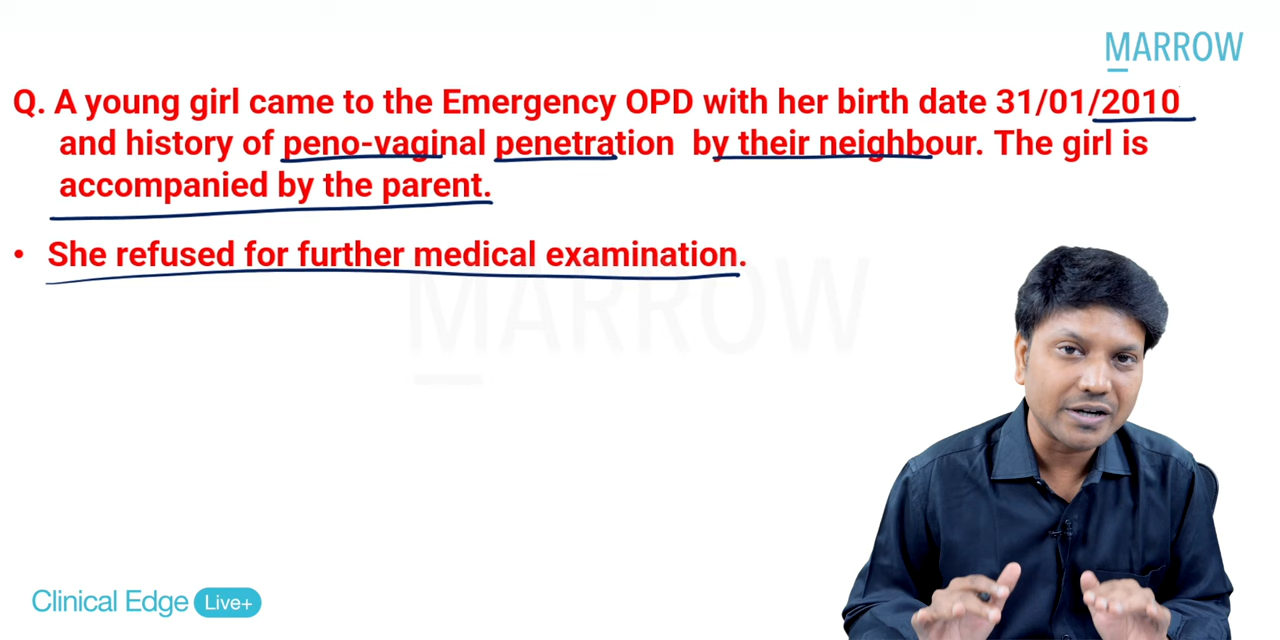 MARROW
Q. A young girl came to the Emergency OPD with her birth date 31/01/2010
and history of peno-vaginal penetration by their neighbour. The girl is
accompanied by the parent.
• She refused for further medical examination.
MARROW
Clinical Edge Live+